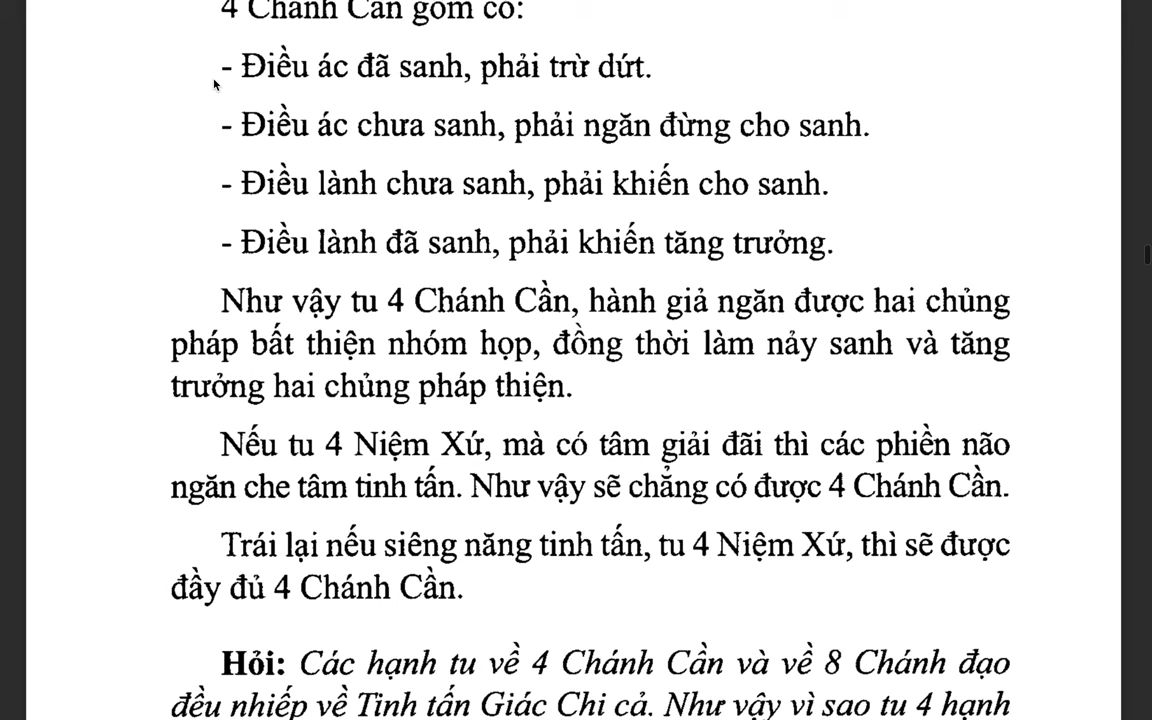 4 Chánh Cần gồm có:
- Điều ác đã sanh, phải trừ dứt.
- Điều ác chưa sanh, phải ngăn đừng cho sanh.
- Điều lành chưa sanh, phải khiến cho sanh.
- Điều lành đã sanh, phải khiến tăng trưởng.
Như vậy tu 4 Chánh Cần, hành giả ngăn được hai chủng
pháp bất thiện nhóm họp, đồng thời làm nảy sanh và tăng
trưởng hai chủng pháp thiện.
Nếu tu 4 Niệm Xứ, mà có tâm giải đãi thì các phiền não
ngăn che tâm tinh tấn. Như vậy sẽ chẳng có được 4 Chánh Cần.
Trái lại nếu siêng năng tinh tấn, tu 4 Niệm Xứ, thì sẽ được
đầy đủ 4 Chánh Cần.
Hỏi: Các hạnh tu về 4 Chánh Cần và về 8 Chánh đạo
đều nhiếp về Tinh tấn Giác Chi cả. Như vậy vì sao tu 4 hạnh